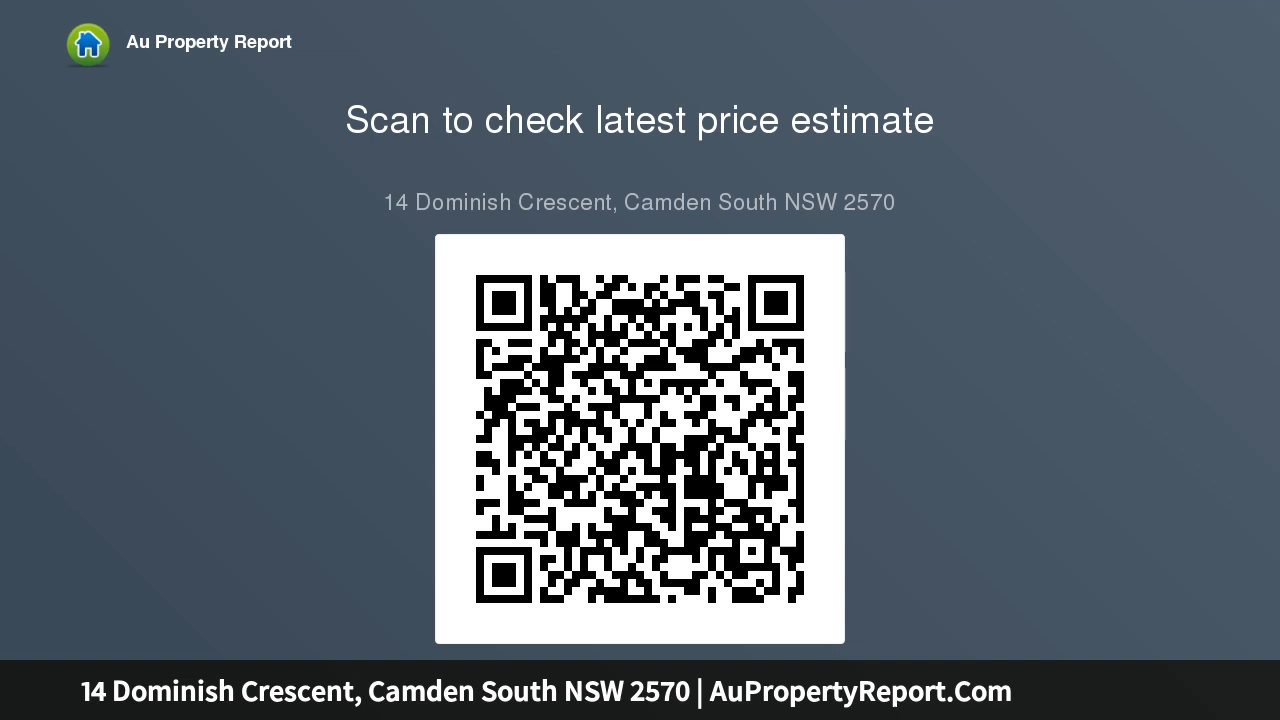 Au Property Report
Scan to check latest price estimate
14 Dominish Crescent, Camden South NSW 2570
14 Dominish Crescent, Camden South NSW 2570 | AuPropertyReport.Com